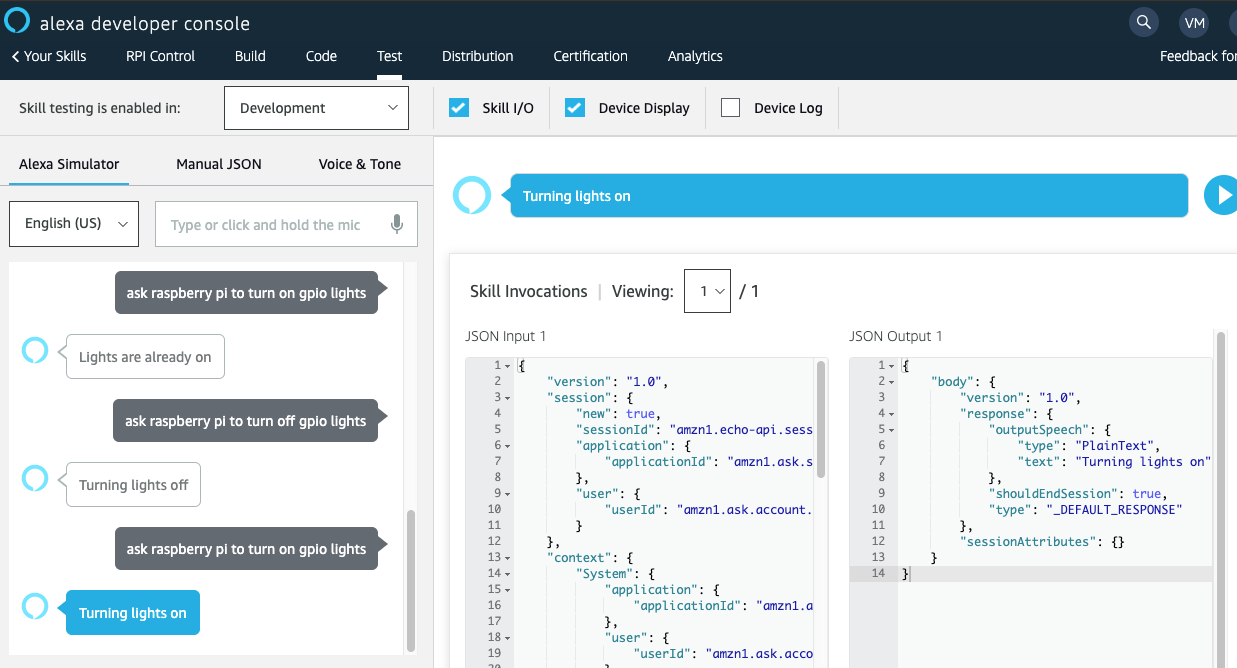 alexa developer console
VM
Your Skills RPI Control Build Code Test Distribution Certification Analytics Feedback for
Skill testing is enabled in: Development Skill I/O Device Display Device Log
Alexa Simulator Manual JSON Voice & Tone
English (US) Type or click and hold the mic
ask raspberry pi to turn on gpio lights
Lights are already on
ask raspberry pi to turn off gpio lights
Turning lights off
ask raspberry pi to turn on gpio lights
Turning lights on
Turning lights on
Skill Invocations | Viewing: 1 / 1
JSON Input 1
1 {
2 "version": "1.0",
3 "session": {
4 "new": true,
5 "sessionId": "amzn1.echo-api.sess
6 "application": {
7 "applicationId": "amzn1.ask.s
8 },
9 "user": {
10 "userId": "amzn1.ask.account.
11 }
12 },
13 "context": {
14 "System": {
15 "application": {
16 "applicationId": "amzn1.a
17 },
18 "user": {
19 "userId": "amzn1.ask.acco
JSON Output 1
1 {
2 "body": {
3 "version": "1.0",
4 "response": {
5 "outputSpeech": {
6 "type": "PlainText",
7 "text": "Turning lights on"
8 },
9 "shouldEndSession": true,
10 "type": "_DEFAULT_RESPONSE"
11 },
12 "sessionAttributes": {}
13 }
14 }